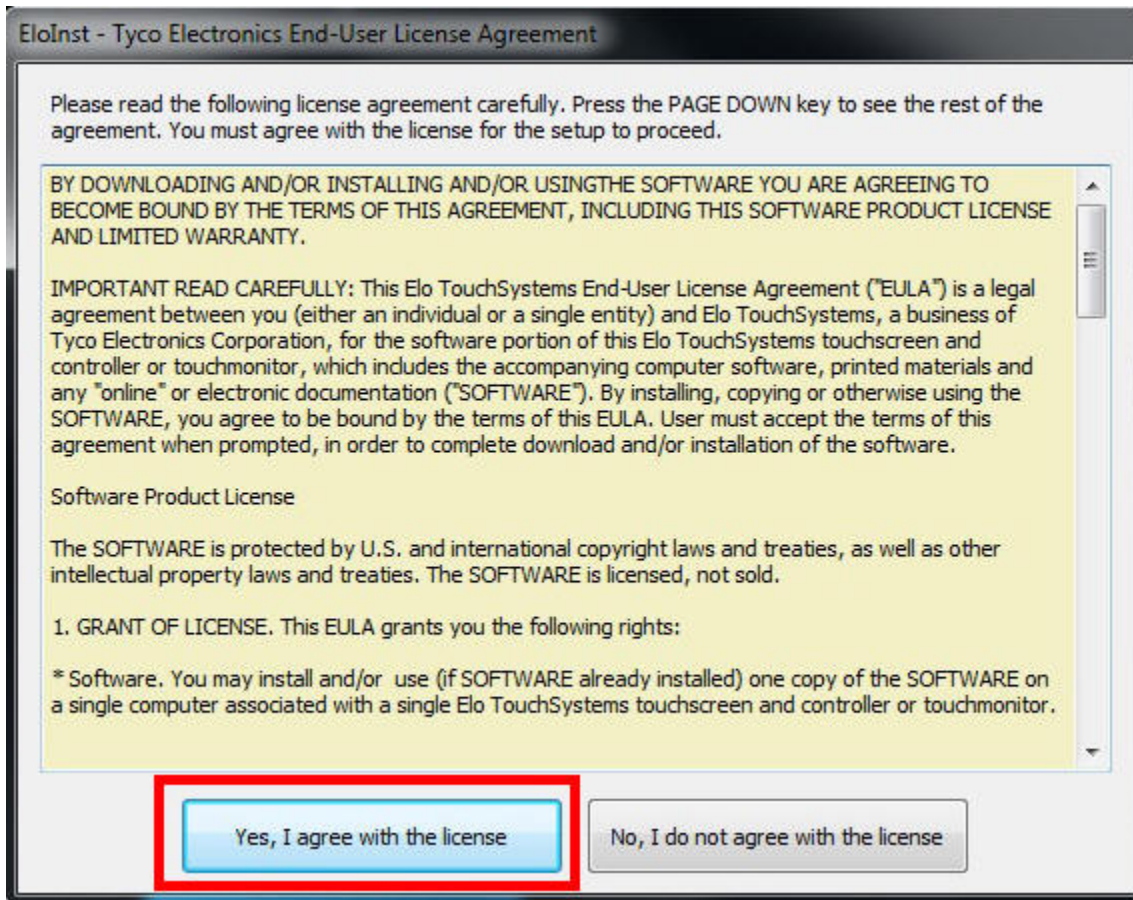 EloInst - Tyco Electronics End-User License Agreement
Please read the following license agreement carefully. Press the PAGE DOWN key to see the rest of the
agreement. You must agree with the license for the setup to proceed.
BY DOWNLOADING AND/OR INSTALLING AND/OR USINGTHE SOFTWARE YOU ARE AGREEING TO
BECOME BOUND BY THE TERMS OF THIS AGREEMENT, INCLUDING THIS SOFTWARE PRODUCT LICENSE
AND LIMITED WARRANTY.
IMPORTANT READ CAREFULLY: This Elo TouchSystems End-User License Agreement ("EULA") is a legal
agreement between you (either an individual or a single entity) and Elo TouchSystems, a business of
Tyco Electronics Corporation, for the software portion of this Elo TouchSystems touchscreen and
controller or touchmonitor, which includes the accompanying computer software, printed materials and
any "online" or electronic documentation ("SOFTWARE"). By installing, copying or otherwise using the
SOFTWARE, you agree to be bound by the terms of this EULA. User must accept the terms of this
agreement when prompted, in order to complete download and/or installation of the software.
Software Product License
The SOFTWARE is protected by U.S. and international copyright laws and treaties, as well as other
intellectual property laws and treaties. The SOFTWARE is licensed, not sold.
1. GRANT OF LICENSE. This EULA grants you the following rights:
* Software. You may install and/or  use (if SOFTWARE already installed) one copy of the SOFTWARE on
a single computer associated with a single Elo TouchSystems touchscreen and controller or touchmonitor.
Yes, I agree with the license
No, I do not agree with the license